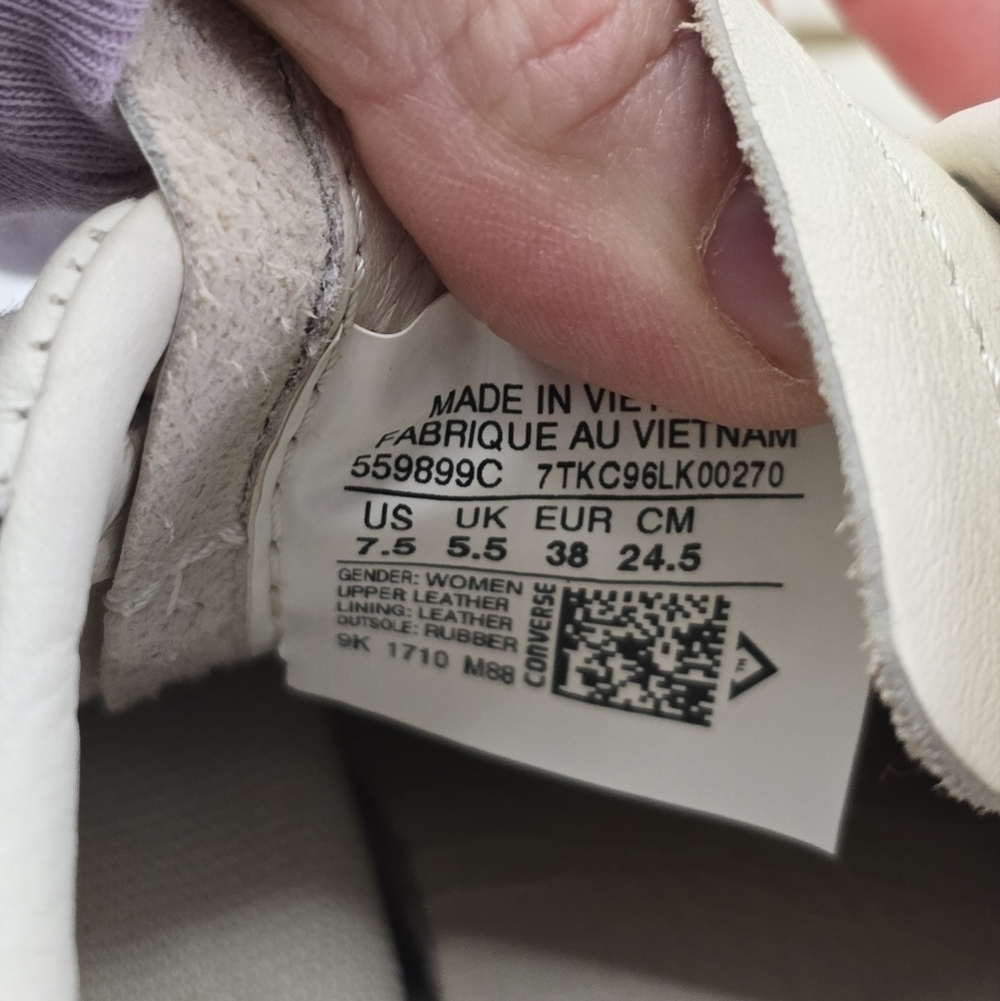 MADE IN
FABRIQUE AU VIETNAM
559899C 7TKC96LK00270
US UK EUR CM
7.5 5.5 38 24.5
GENDER: WOMEN
UPPER LEATHER
LINING: LEATHER
OUTSOLE: RUBBER
9K 1710 M88
CONVERSE
TM